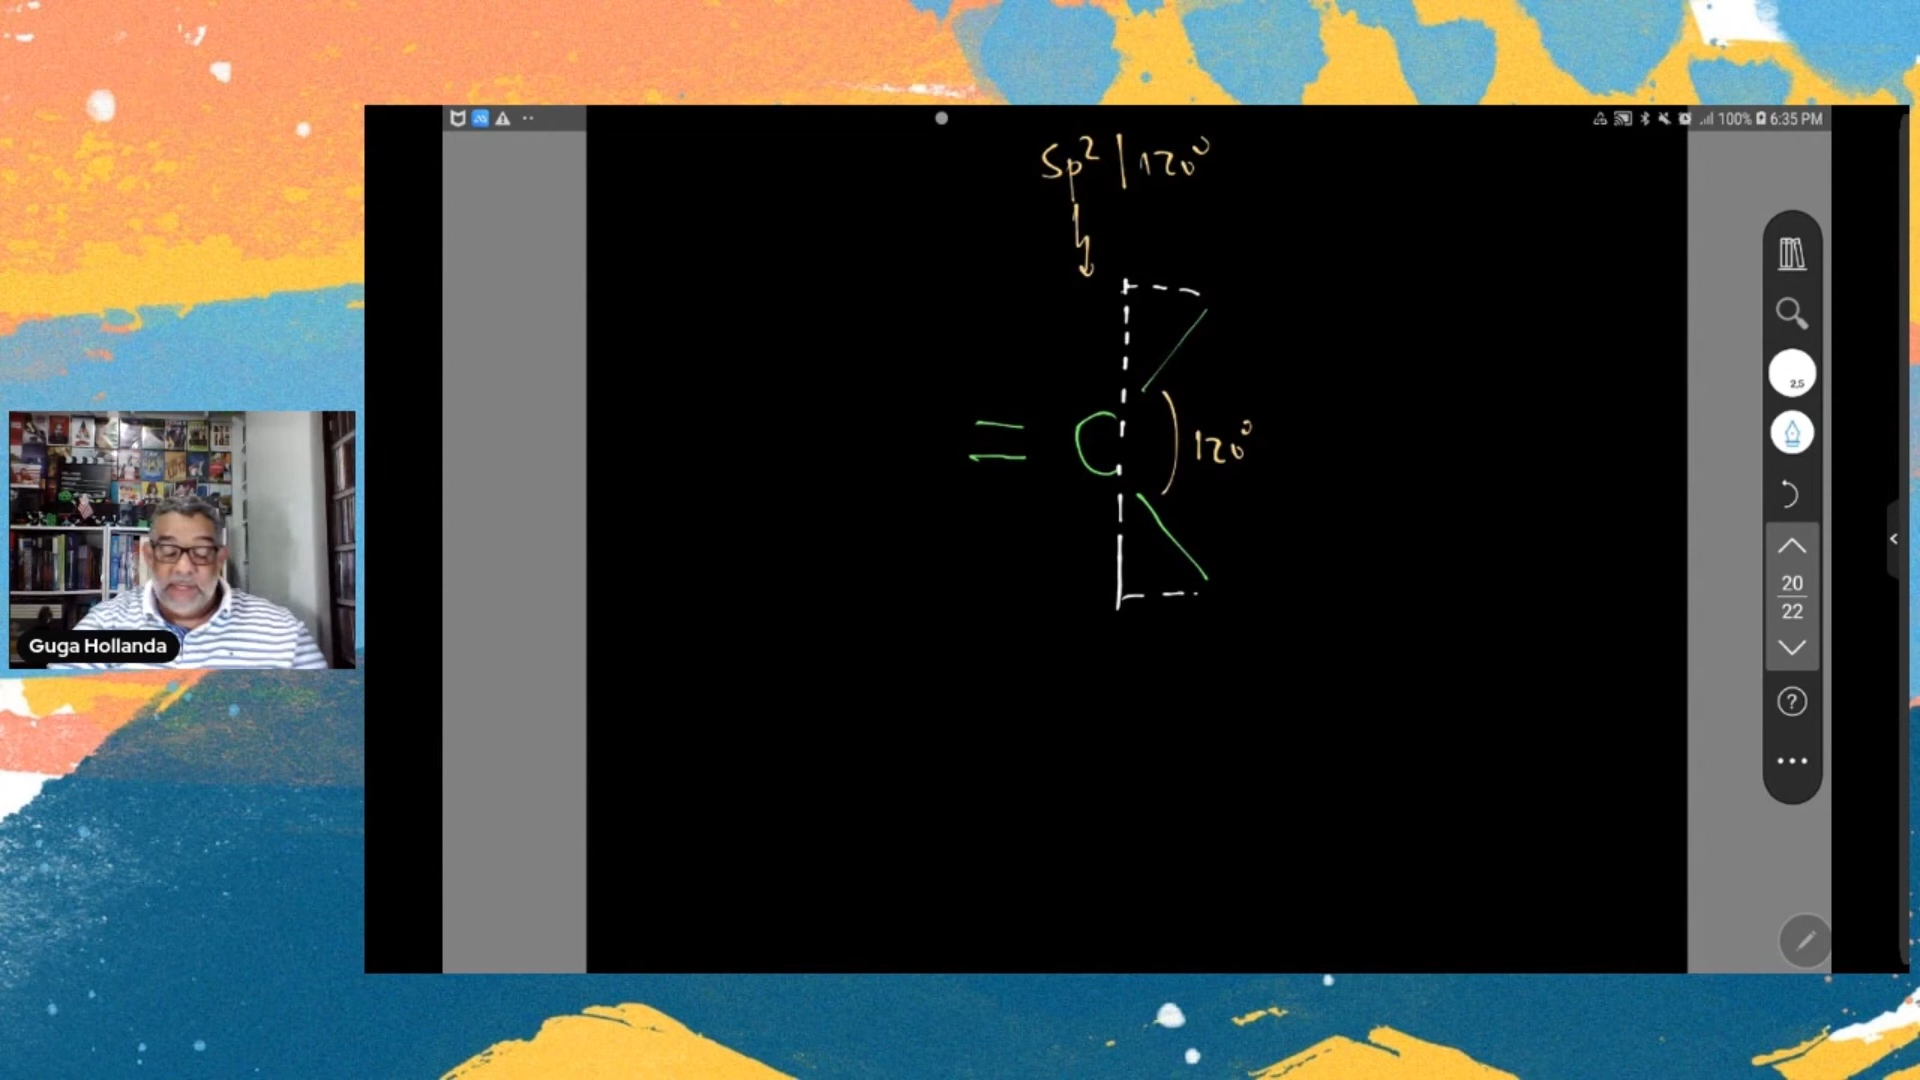 100% 6:35 PM
sp² | 120°
2,5
= C ) 120°
20
22
?
Guga Hollanda